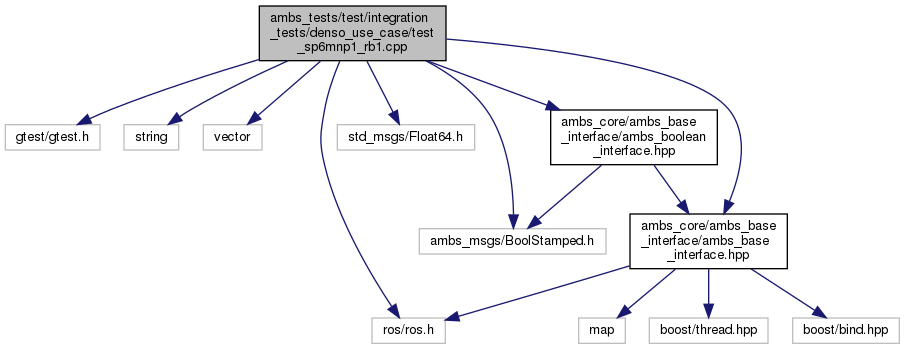 ambs_tests/test/integration
_tests/denso_use_case/test
_sp6mnp1_rb1.cpp
gtest/gtest.h
string
vector
std_msgs/Float64.h
ambs_core/ambs_base
_interface/ambs_boolean
_interface.hpp
ambs_msgs/BoolStamped.h
ambs_core/ambs_base
_interface/ambs_base
_interface.hpp
ros/ros.h
map
boost/thread.hpp
boost/bind.hpp